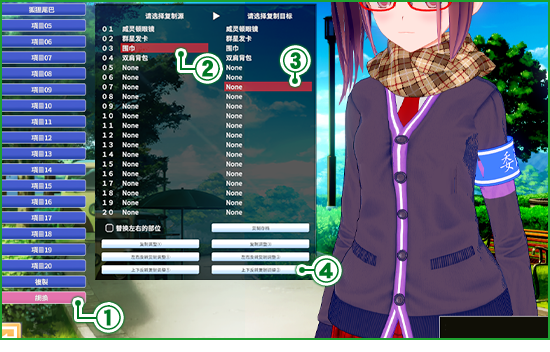 项目05
项目06
项目07
项目08
项目09
项目10
项目11
项目12
项目13
项目14
项目15
项目16
项目17
项目18
项目19
项目20
複製
①
请选择复制源 ▶ 请选择复制目标
01 威灵顿眼镜 威灵顿眼镜
02 群星发卡 群星发卡
03 围巾 围巾
04 双肩背包 双肩背包
05 None None
06 None None
07 None None
08 None None
09 None None
10 None None
11 None None
12 None None
13 None None
14 None None
15 None None
16 None None
17 None None
18 None None
19 None None
20 None None
②
③
替换左右的部位
④
委